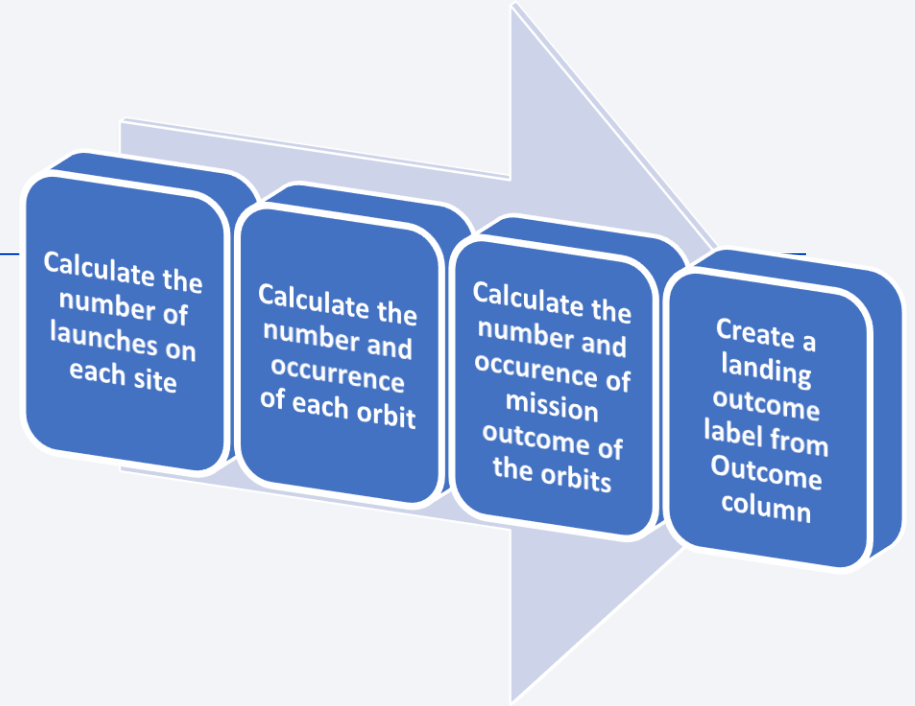 Calculate the
number of
launches on
each site
Calculate the
number and
occurrence
of each orbit
Calculate the
number and
occurence of
mission
outcome of
the orbits
Create a
landing
outcome
label from
Outcome
column